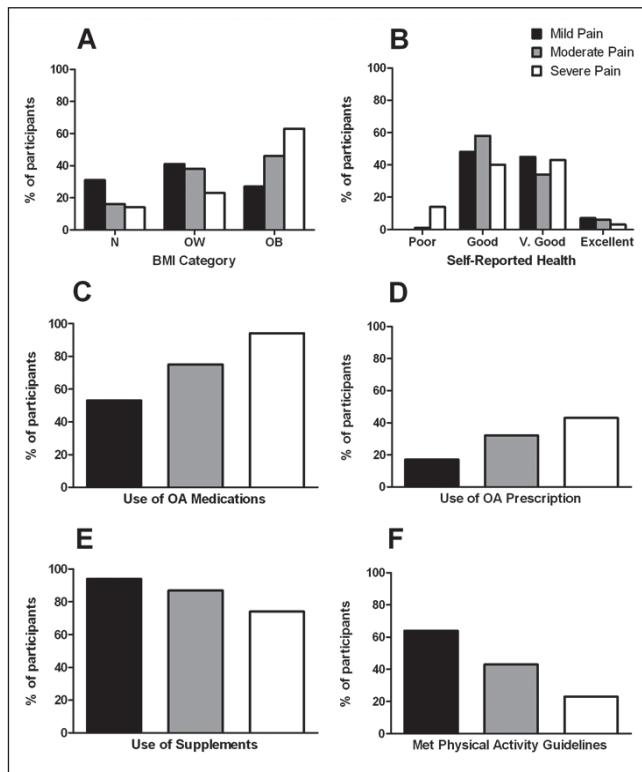 A
B
Mild Pain
Moderate Pain
Severe Pain
% of participants
100
80
60
40
20
0
N OW OB
BMI Category
% of participants
100
80
60
40
20
0
Poor Good V. Good Excellent
Self-Reported Health
C
D
% of participants
100
80
60
40
20
0
Use of OA Medications
% of participants
100
80
60
40
20
0
Use of OA Prescription
E
F
% of participants
100
80
60
40
20
0
Use of Supplements
% of participants
100
80
60
40
20
0
Met Physical Activity Guidelines